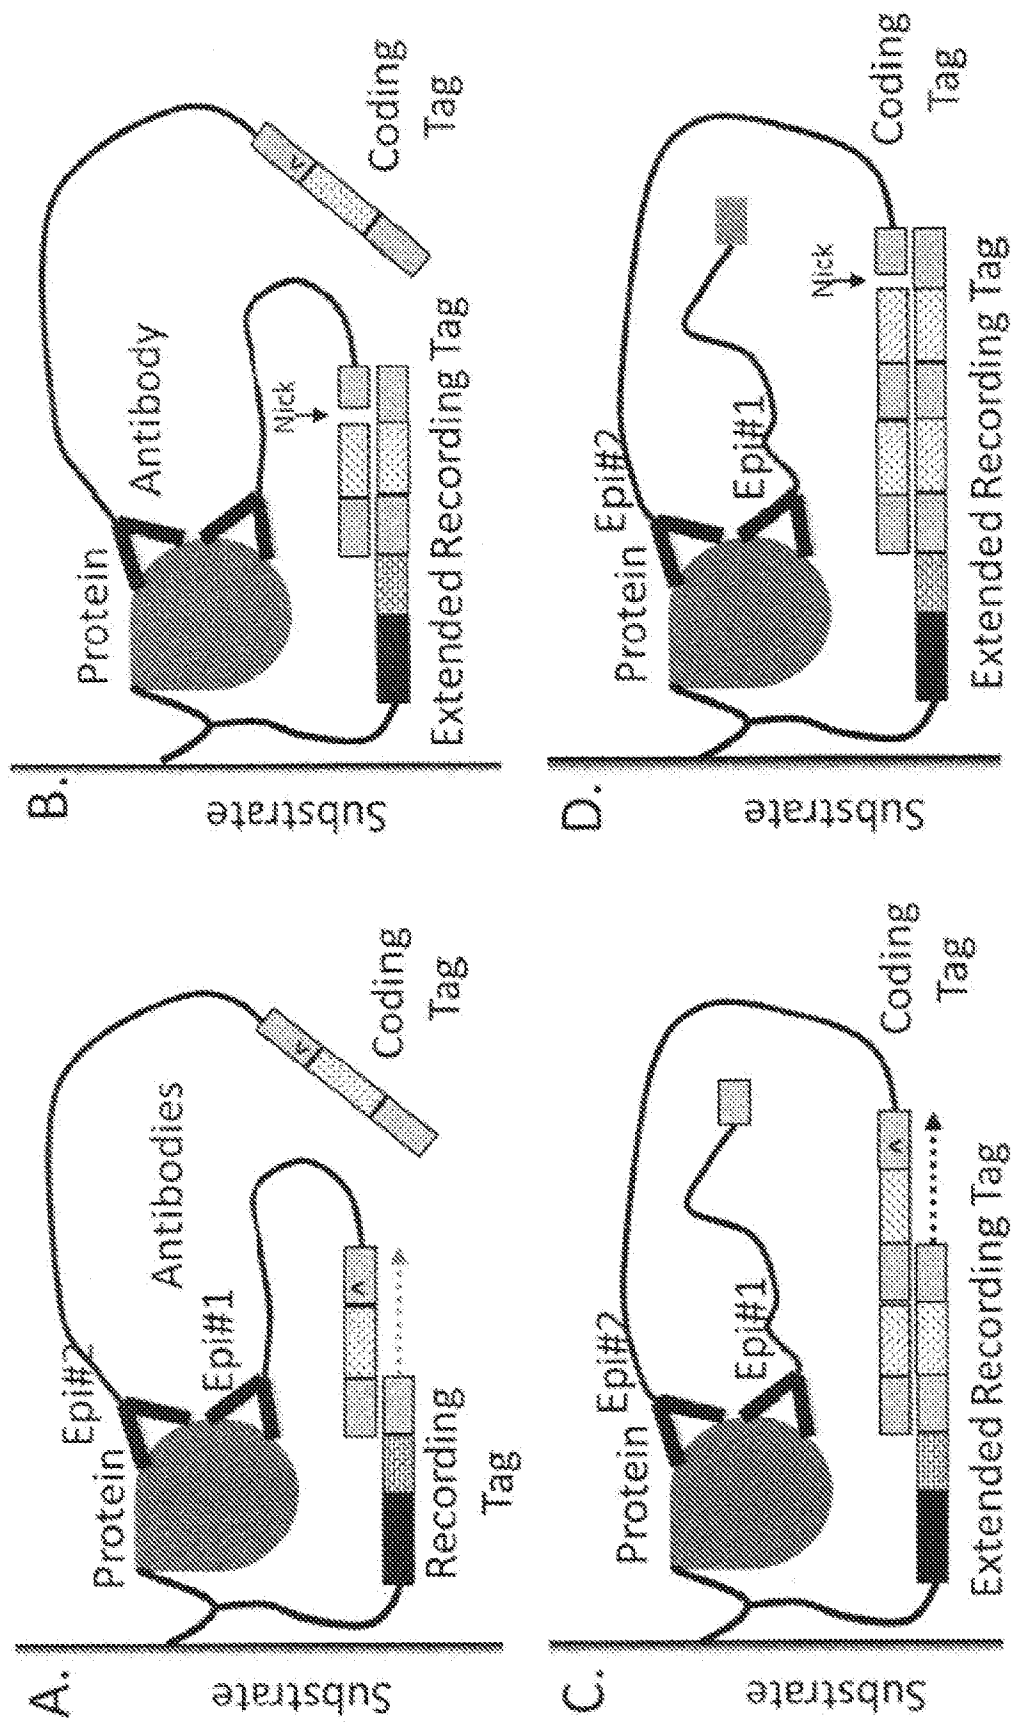 A.
Substrate
Protein
Epi#2
Epi#1
Antibodies
Recording
Tag
Coding
Tag
B.
Substrate
Protein
Antibody
Nick
Extended Recording Tag
Coding
Tag
C.
Substrate
Protein
Epi#2
Epi#1
Extended Recording Tag
Coding
Tag
D.
Substrate
Protein
Epi#2
Epi#1
Nick
Extended Recording Tag
Coding
Tag